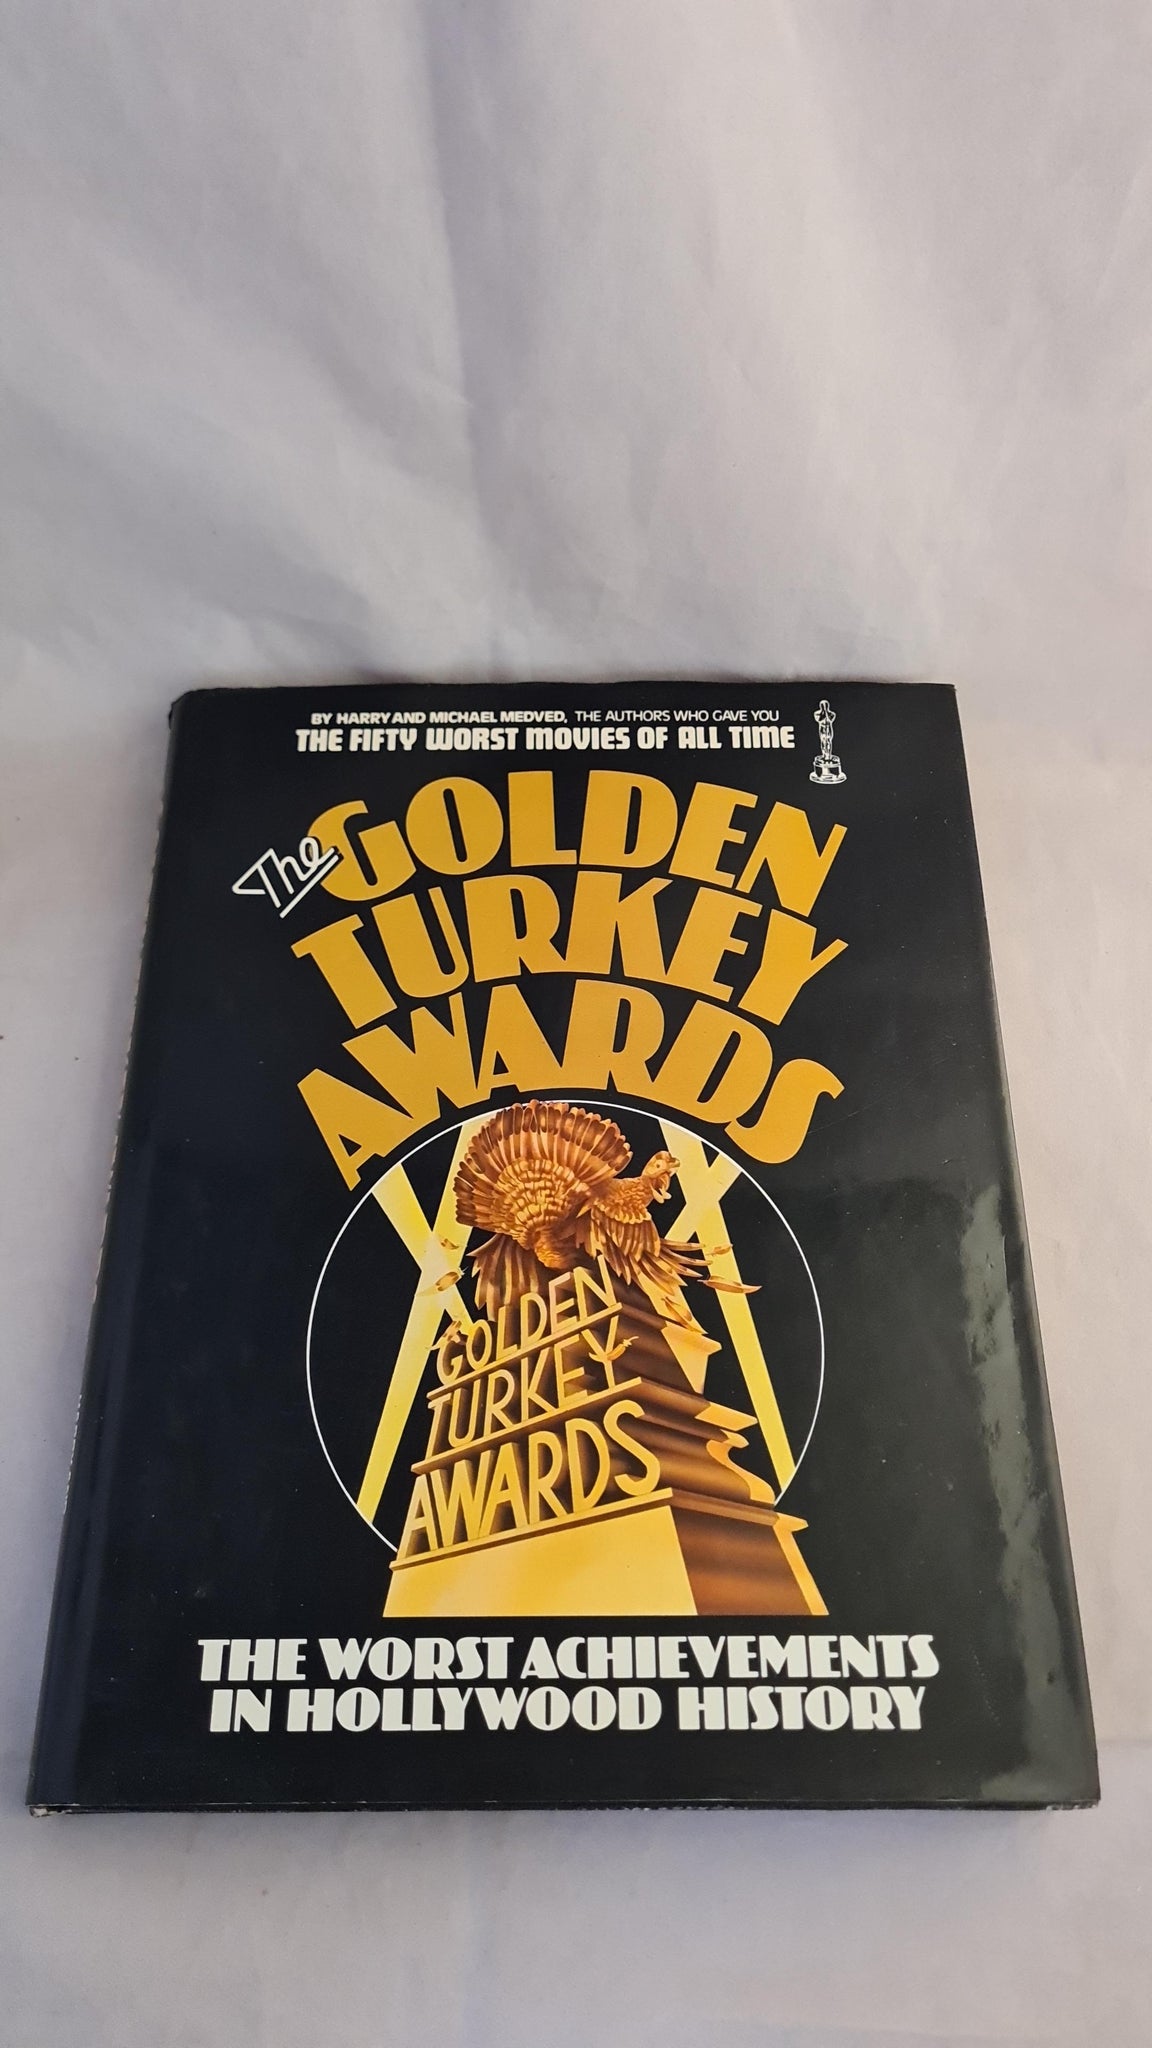 BY HARRY AND MICHAEL MEDVED, THE AUTHORS WHO GAVE YOU
THE FIFTY WORST MOVIES OF ALL TIME
The GOLDEN
TURKEY
AWARDS
GOLDEN
TURKEY
AWARDS
THE WORST ACHIEVEMENTS
IN HOLLYWOOD HISTORY